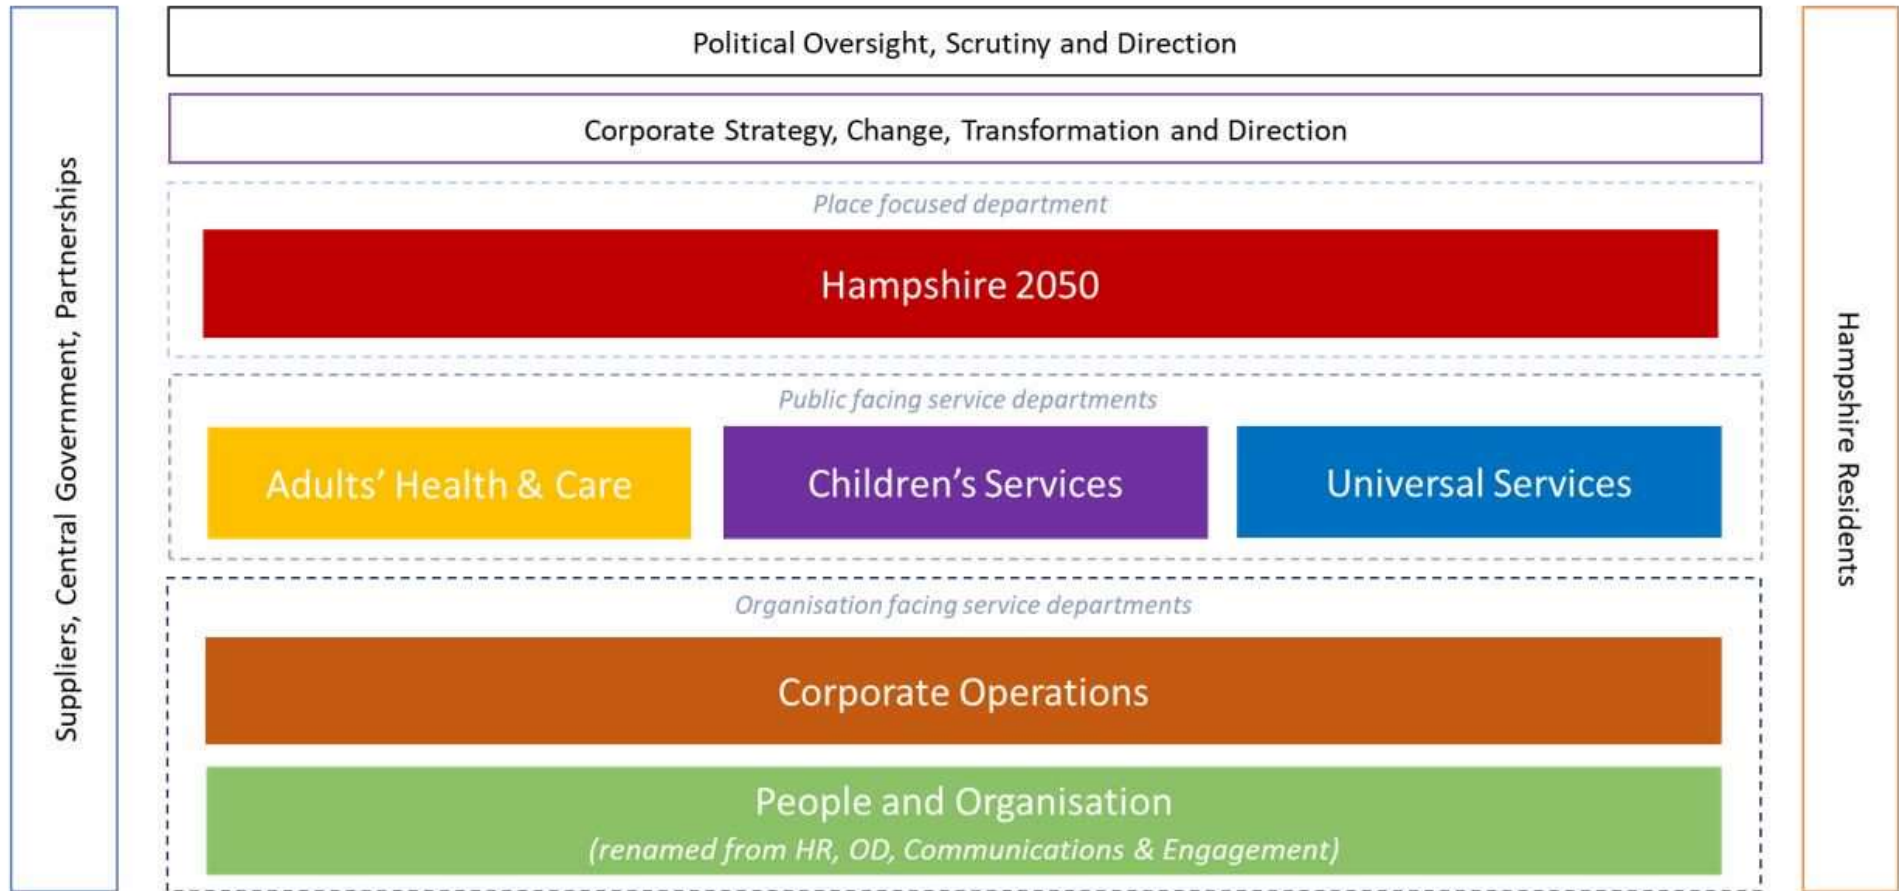 Suppliers, Central Government, Partnerships
Political Oversight, Scrutiny and Direction
Corporate Strategy, Change, Transformation and Direction
Place focused department
Hampshire 2050
Public facing service departments
Adults’ Health & Care
Children’s Services
Universal Services
Organisation facing service departments
Corporate Operations
People and Organisation
(renamed from HR, OD, Communications & Engagement)
Hampshire Residents